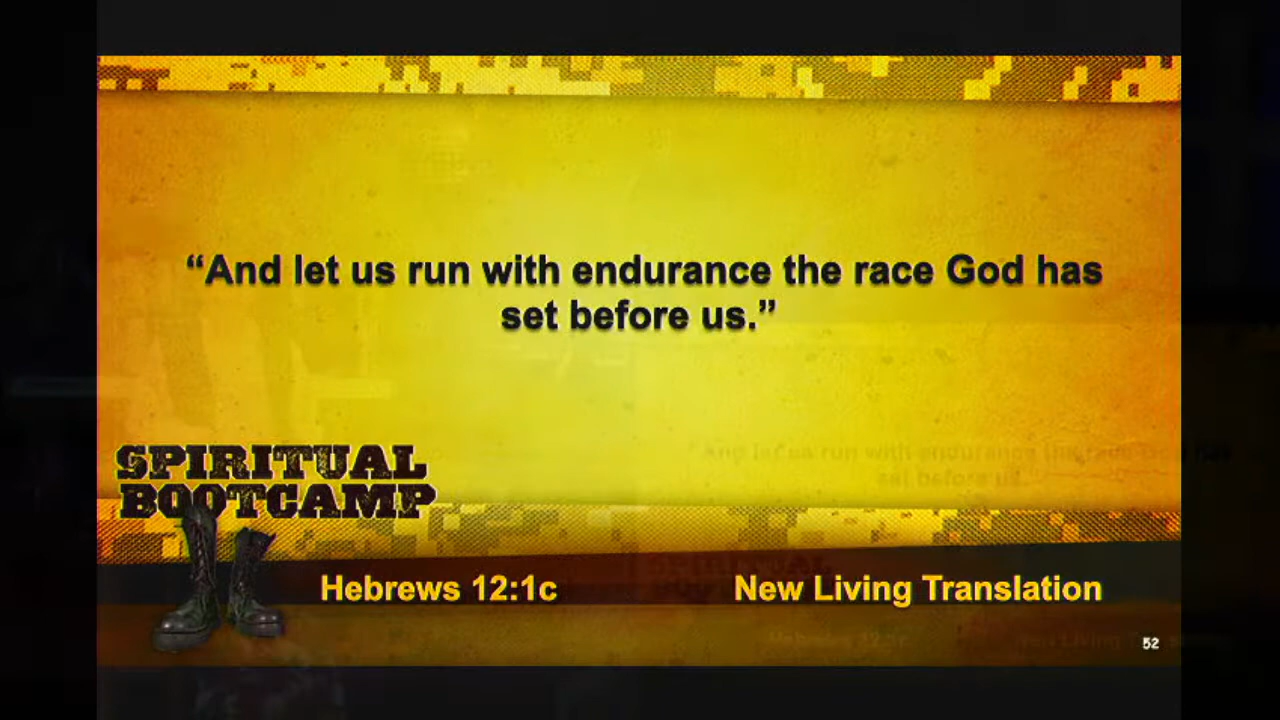 “And let us run with endurance the race God has
set before us.”
SPIRITUAL
BOOTCAMP
Hebrews 12:1c New Living Translation
52